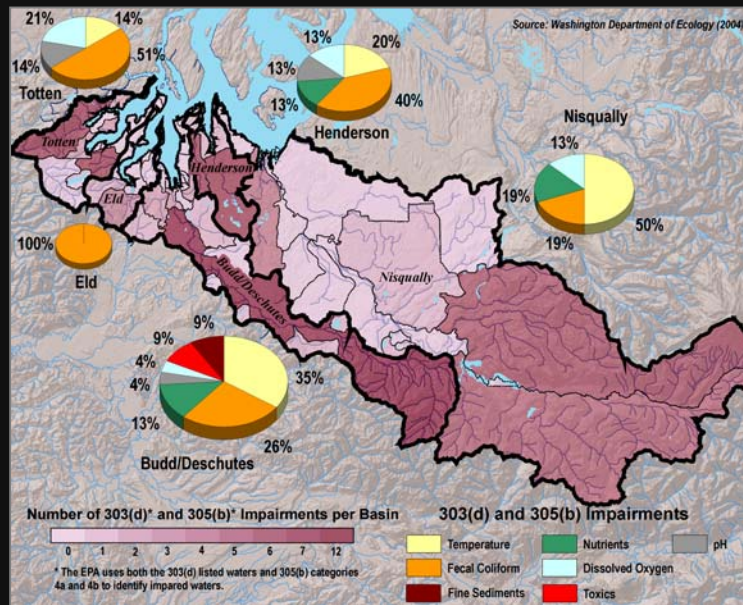 Source: Washington Department of Ecology (2004)
21%
14%
51%
14%
Totten
13%
20%
13%
13%
40%
Henderson
Nisqually
13%
19%
19%
50%
Totten
Henderson
Eld
100%
Eld
Nisqually
Budd/Deschutes
9%
9%
4%
4%
35%
13%
26%
Budd/Deschutes
Number of 303(d)* and 305(b)* Impairments per Basin
0 1 2 3 4 5 6 7 12
* The EPA uses both the 303(d) listed waters and 305(b) categories
4a and 4b to identify impared waters.
303(d) and 305(b) Impairments
Temperature
Nutrients
pH
Fecal Coliform
Dissolved Oxygen
Fine Sediments
Toxics